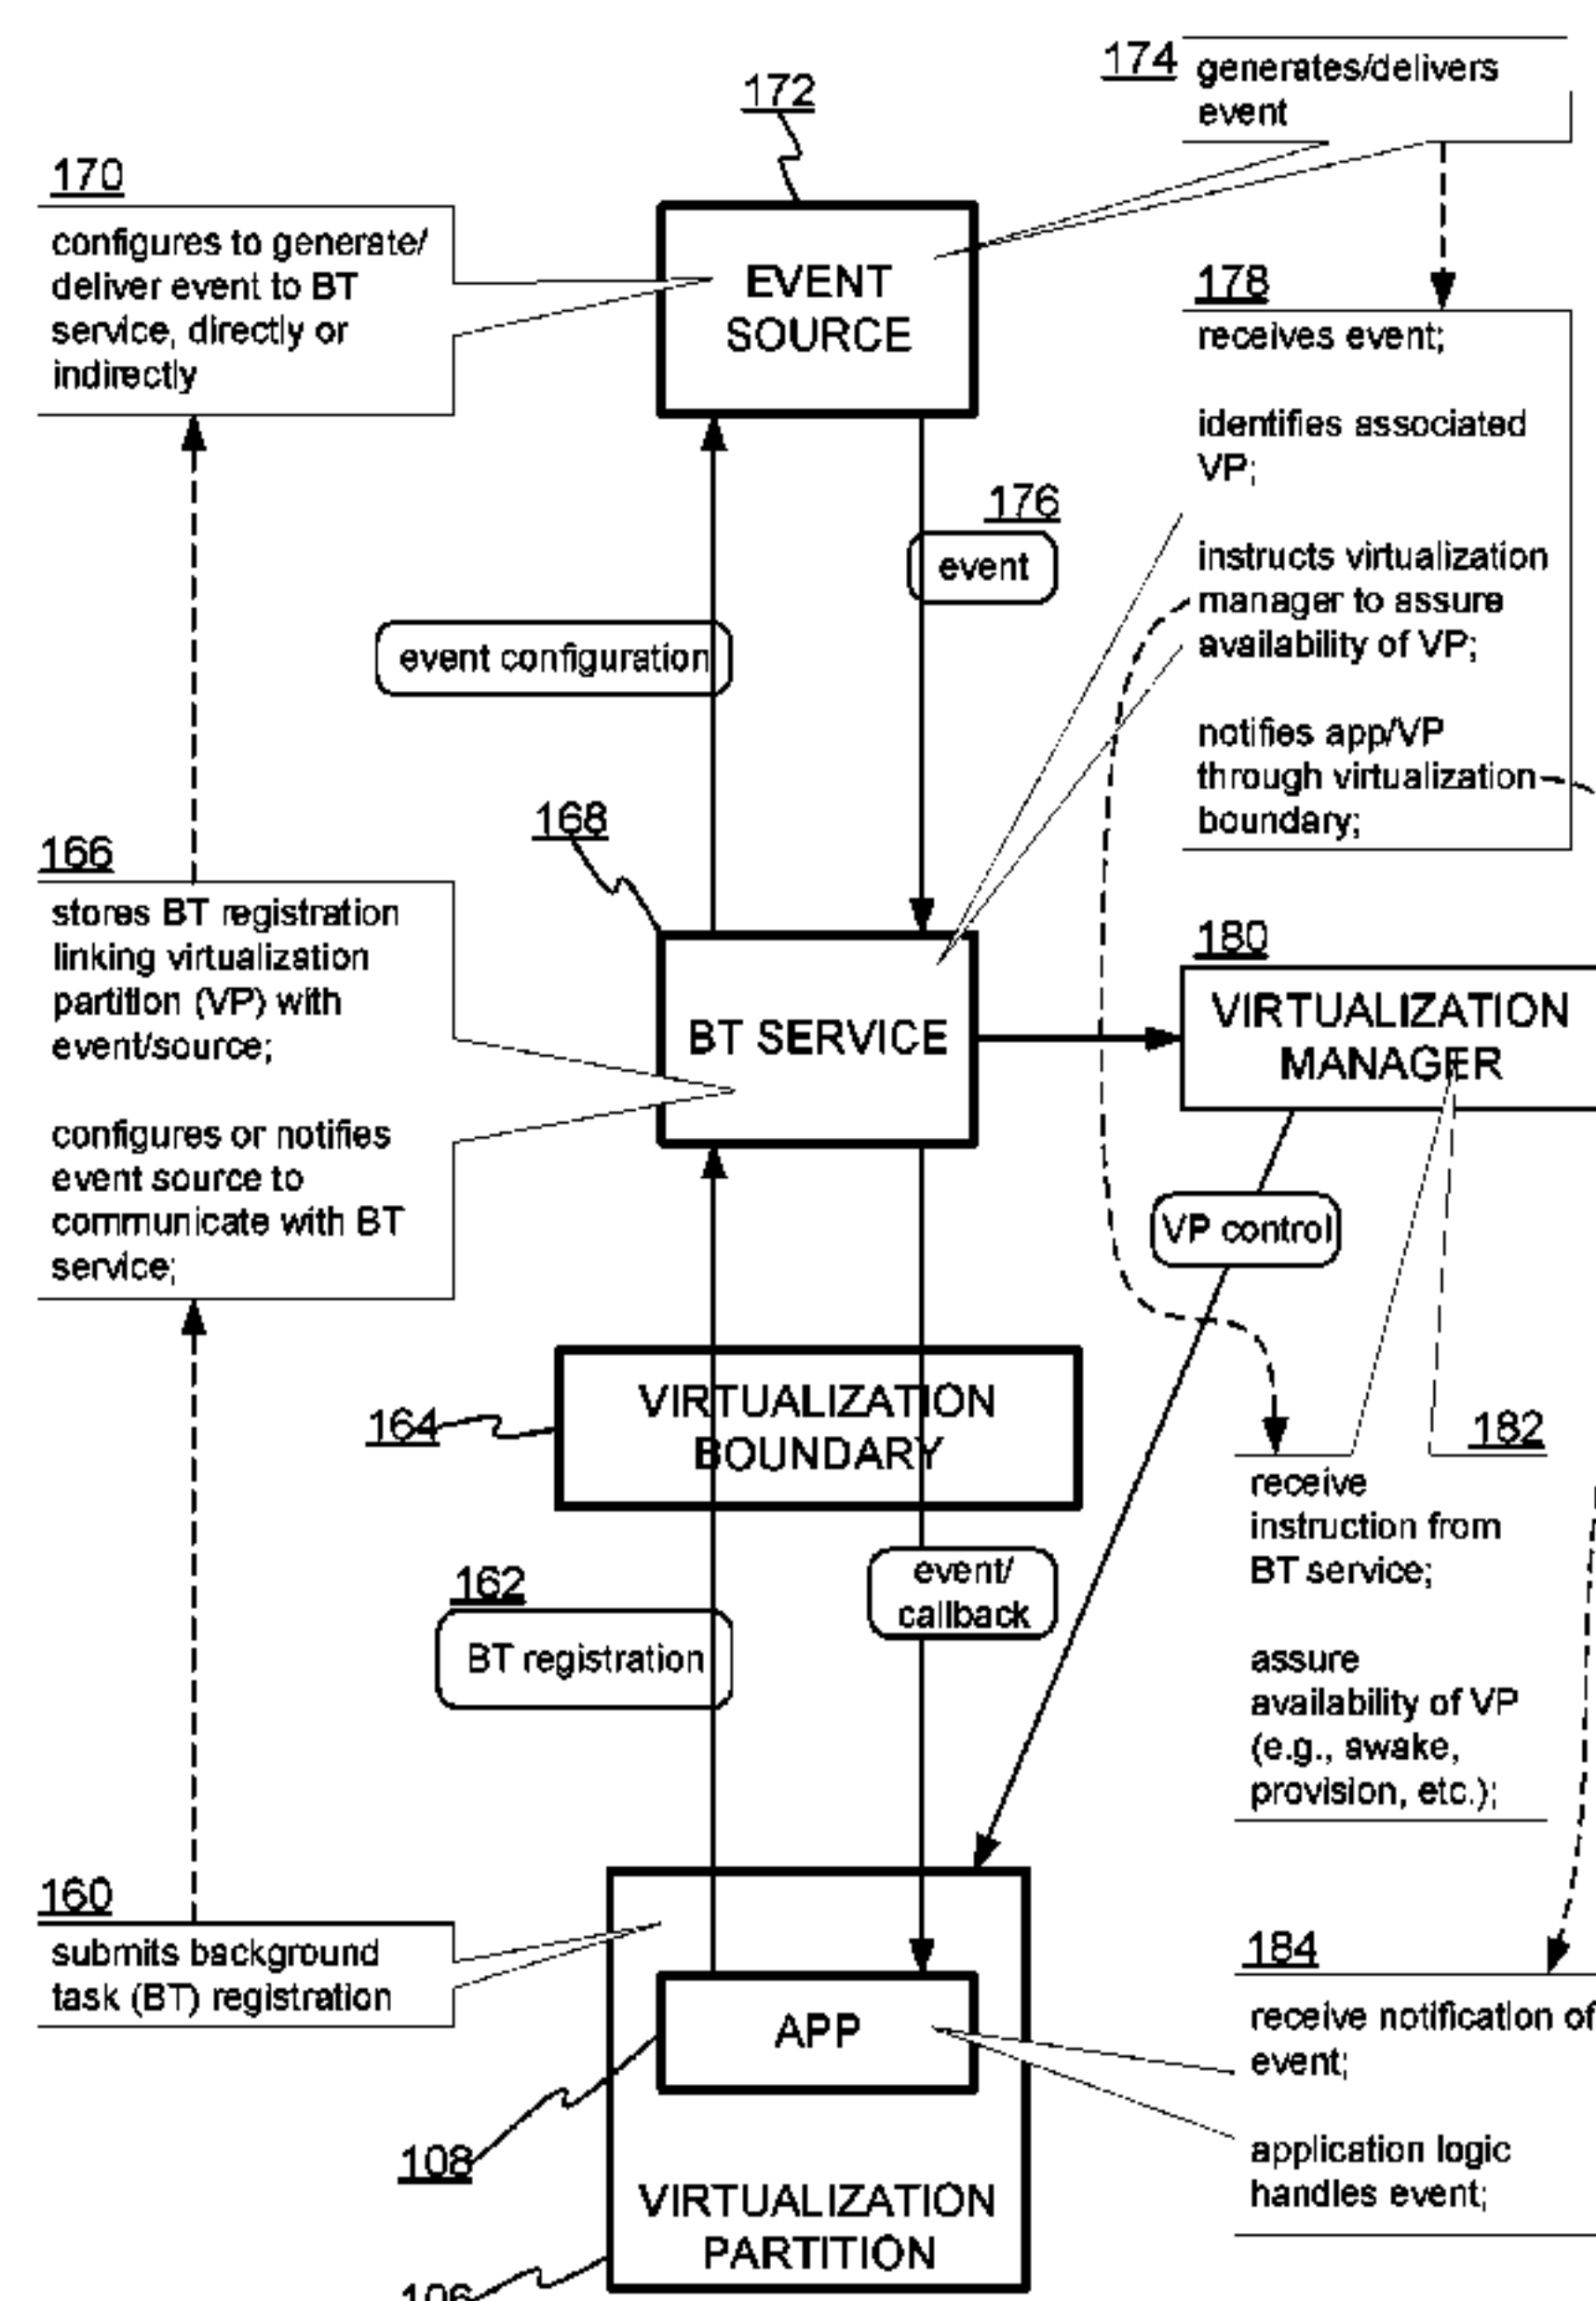 172
174
generates/delivers
event
170
configures to generate/
deliver event to BT
service, directly or
indirectly
EVENT
SOURCE
178
receives event;
identifies associated
VP;
instructs virtualization
manager to assure
availability of VP;
notifies app/VP
through virtualization
boundary;
176
event
event configuration
168
166
stores BT registration
linking virtualization
partition (VP) with
event/source;
configures or notifies
event source to
communicate with BT
service;
BT SERVICE
180
VIRTUALIZATION
MANAGER
VP control
VIRTUALIZATION
BOUNDARY
164
182
receive
instruction from
BT service;
assure
availability of VP
(e.g., awake,
provision, etc.);
162
BT registration
event/
callback
160
submits background
task (BT) registration
APP
108
184
receive notification of
event;
application logic
handles event;
VIRTUALIZATION
PARTITION
106